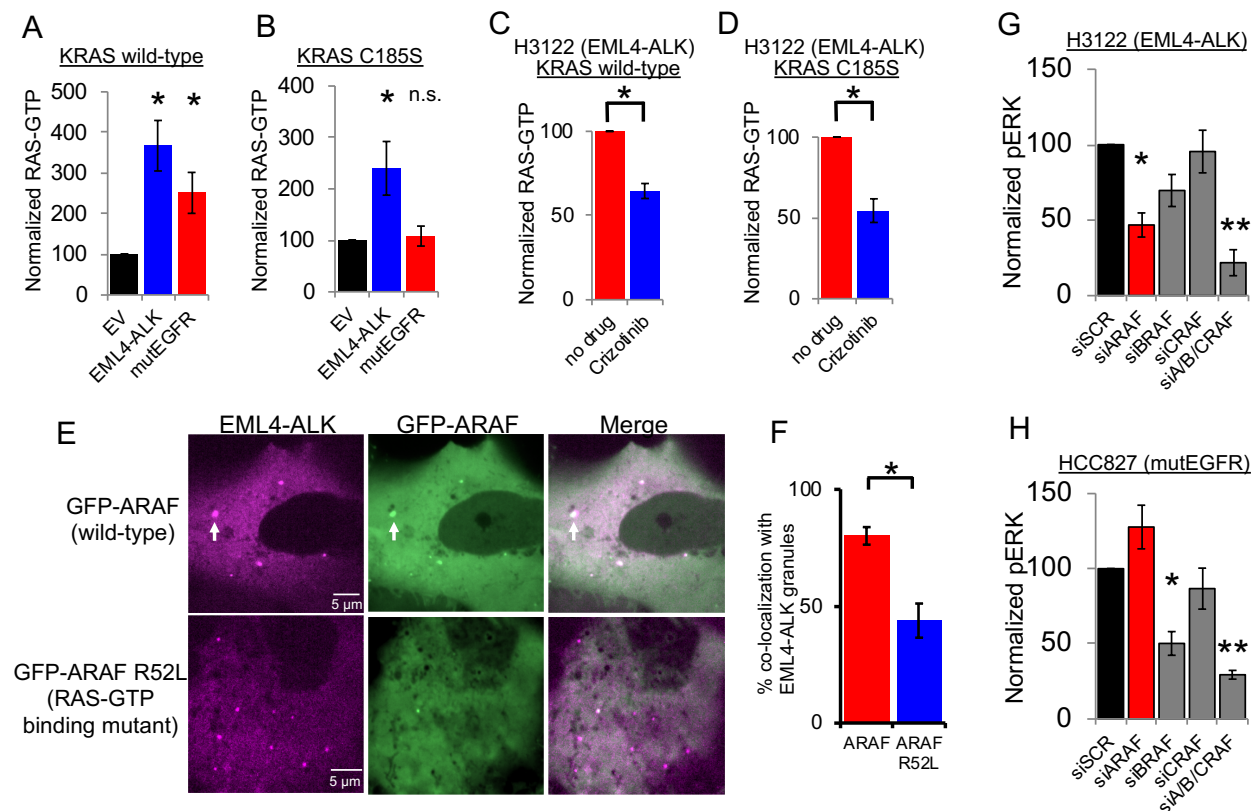 A
KRAS wild-type
Normalized RAS-GTP
500
400
300
200
100
0
*
*
EV
EML4-ALK
mutEGFR
B
KRAS C185S
Normalized RAS-GTP
400
300
200
100
0
*
n.s.
EV
EML4-ALK
mutEGFR
C
H3122 (EML4-ALK)
KRAS wild-type
Normalized RAS-GTP
100
50
0
*
no drug
Crizotinib
D
H3122 (EML4-ALK)
KRAS C185S
Normalized RAS-GTP
100
50
0
*
no drug
Crizotinib
G
H3122 (EML4-ALK)
Normalized pERK
150
100
50
0
*
**
siSCR
siARAF
siBRAF
siCRAF
siA/B/CRAF
E
EML4-ALK
GFP-ARAF
Merge
GFP-ARAF
(wild-type)
5 µm
5 µm
GFP-ARAF R52L
(RAS-GTP
binding mutant)
5 µm
5 µm
F
% co-localization with
EML4-ALK granules
100
50
0
*
ARAF
ARAF
R52L
H
HCC827 (mutEGFR)
Normalized pERK
150
100
50
0
*
**
siSCR
siARAF
siBRAF
siCRAF
siA/B/CRAF